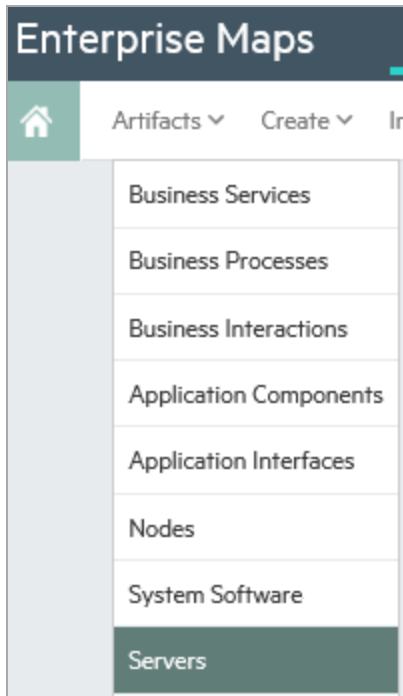 Enterprise Maps
Artifacts Create
Business Services
Business Processes
Business Interactions
Application Components
Application Interfaces
Nodes
System Software
Servers